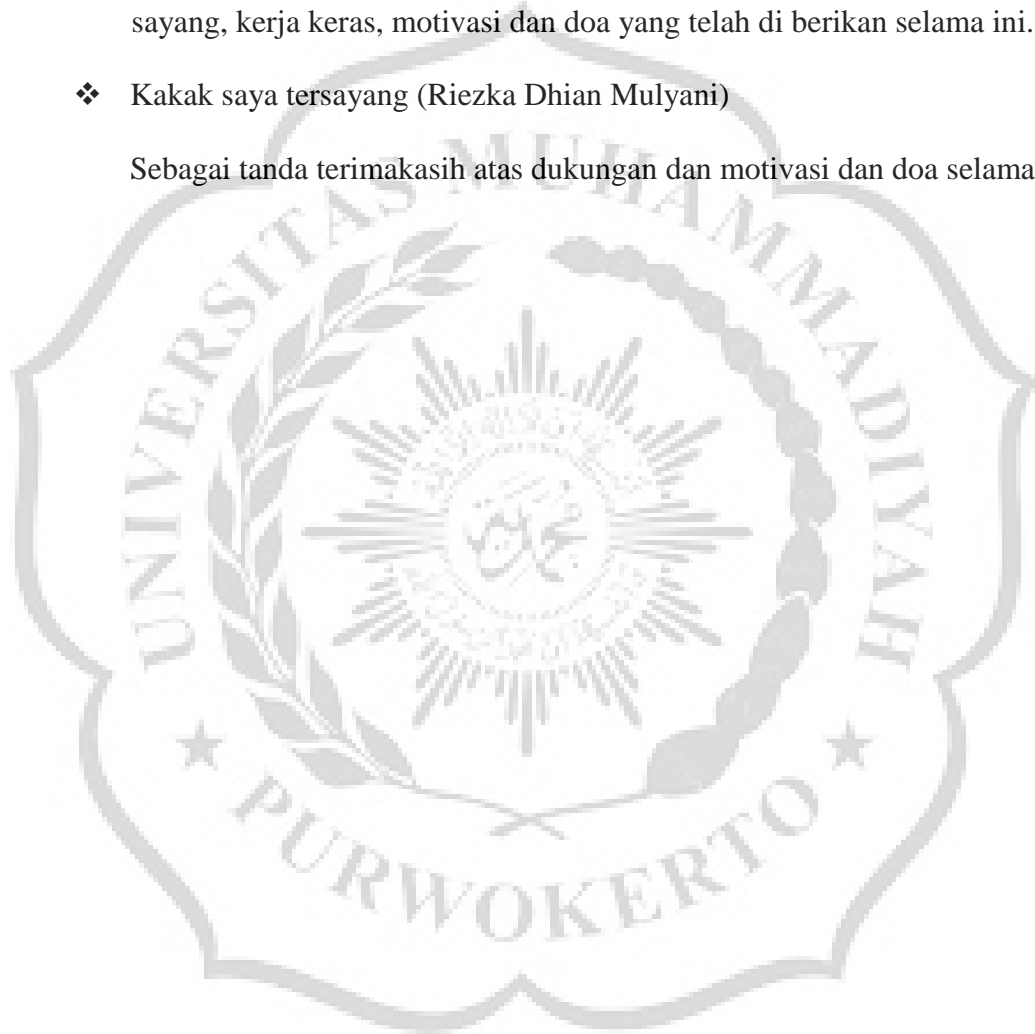 sayang, kerja keras, motivasi dan doa yang telah di berikan selama ini.
❖ Kakak saya tersayang (Riezka Dhian Mulyani)
Sebagai tanda terimakasih atas dukungan dan motivasi dan doa selama
UNIVERSITAS MUHAMMADIYAH
★ PURWOKERTO ★